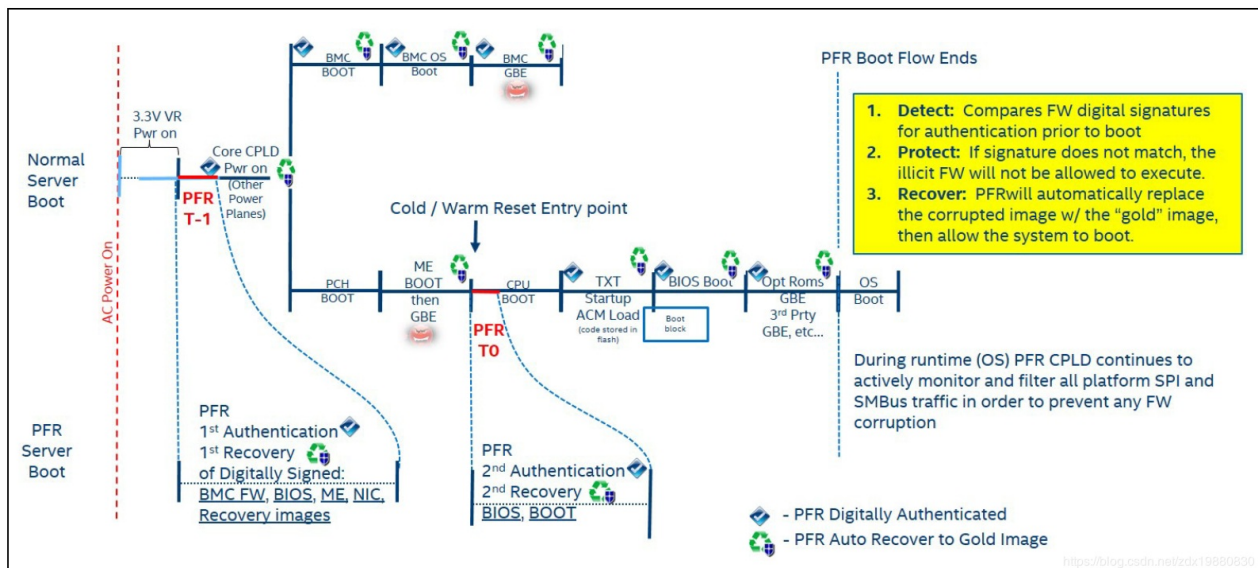 BMC
BOOT
BMC OS
Boot
BMC
GBE
PFR Boot Flow Ends
1. Detect: Compares FW digital signatures
for authentication prior to boot
2. Protect: If signature does not match, the
illicit FW will not be allowed to execute.
3. Recover: PFRwill automatically replace
the corrupted image w/ the “gold” image,
then allow the system to boot.
3.3V VR
Pwr on
Normal
Server
Boot
Core CPLD
Pwr on
(Other
Power
Planes)
PFR
T-1
AC Power On
Cold / Warm Reset Entry point
PCH
BOOT
ME
BOOT
then
GBE
CPU
BOOT
PFR
T0
TXT
Startup
ACM Load
(code stored in
flash)
BIOS Boot
Boot
block
Opt Roms
GBE
3rd Prty
GBE, etc...
OS
Boot
During runtime (OS) PFR CPLD continues to
actively monitor and filter all platform SPI and
SMBus traffic in order to prevent any FW
corruption
PFR
Server
Boot
PFR
1st Authentication
1st Recovery
of Digitally Signed:
BMC FW, BIOS, ME, NIC,
Recovery images
PFR
2nd Authentication
2nd Recovery
BIOS, BOOT
- PFR Digitally Authenticated
- PFR Auto Recover to Gold Image
https://blog.csdn.net/zdx19880830